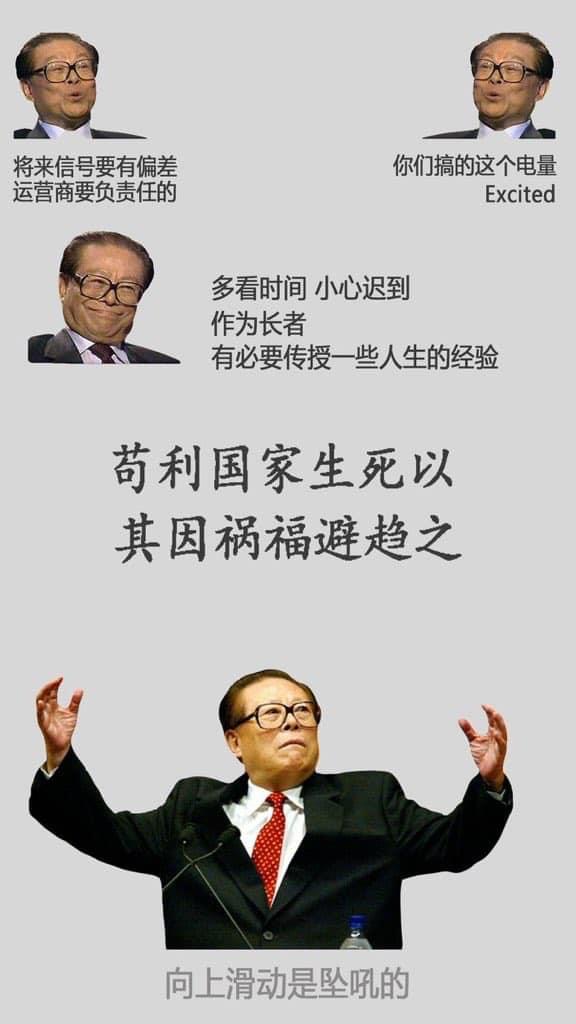 将来信号要有偏差
运营商要负责任的
你们搞的这个电量
Excited
多看时间 小心迟到
作为长者
有必要传授一些人生的经验
苟利国家生死以
其因祸福避趋之
向上滑动是坠吼的